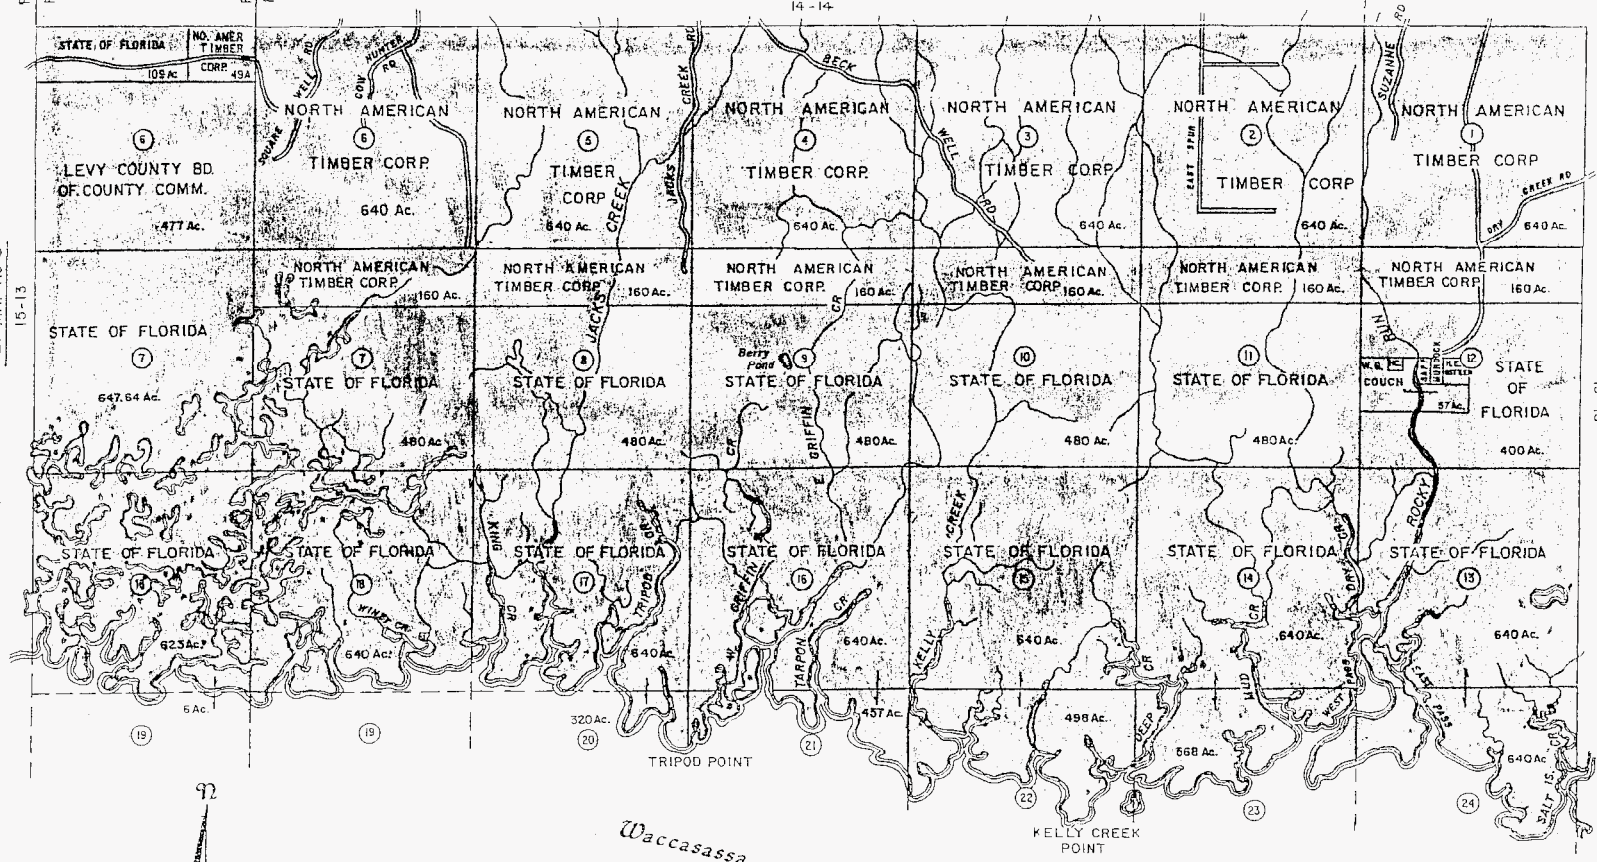 14-14
15-13
STATE OF FLORIDA
109 Ac
NO. AMER
TIMBER
CORP. 49A
SQUARE WELL RD
COW HUNTER RD
JACKS CREEK RD
BECK WELL RD
EAST SPUR
SUZANNE RD
DRY CREEK RD
6
LEVY COUNTY BD.
OF COUNTY COMM.
477 Ac.
NORTH AMERICAN
6
TIMBER CORP.
640 Ac.
NORTH AMERICAN
5
TIMBER
CORP
640 Ac.
JACKS CREEK
NORTH AMERICAN
4
TIMBER CORP.
640 Ac.
NORTH AMERICAN
3
TIMBER CORP.
640 Ac.
NORTH AMERICAN
2
TIMBER CORP
640 Ac.
NORTH AMERICAN
1
TIMBER CORP
640 Ac.
NORTH AMERICAN
TIMBER CORP.
160 Ac.
NORTH AMERICAN
TIMBER CORP.
160 Ac.
NORTH AMERICAN
TIMBER CORP.
160 Ac.
NORTH AMERICAN
TIMBER CORP.
160 Ac.
NORTH AMERICAN
TIMBER CORP.
160 Ac.
NORTH AMERICAN
TIMBER CORP.
160 Ac.
STATE OF FLORIDA
7
647.64 Ac.
7
STATE OF FLORIDA
480 Ac.
8
STATE OF FLORIDA
480 Ac.
Berry
Pond
9
STATE OF FLORIDA
480 Ac.
E. GRIFFIN CR
10
STATE OF FLORIDA
480 Ac.
11
STATE OF FLORIDA
480 Ac.
COUCH
MURDOCK
57 Ac.
12
STATE
OF
FLORIDA
400 Ac.
STATE OF FLORIDA
623 Ac.
STATE OF FLORIDA
18
WINDY CR
640 Ac.
KING CR
STATE OF FLORIDA
17
640 Ac.
TRIPOD CR
W. GRIFFIN CR
STATE OF FLORIDA
16
640 Ac.
TARPON CR
KELLY CREEK
STATE OF FLORIDA
15
640 Ac.
STATE OF FLORIDA
14
640 Ac.
DRY CR
ROCKY
STATE OF FLORIDA
13
640 Ac.
DEEP CR
MUD CR
WEST PASS
EAST PASS
6 Ac.
19
19
320 Ac.
20
TRIPOD POINT
437 Ac.
21
498 Ac.
22
KELLY CREEK
POINT
568 Ac.
23
640 Ac
24
SALT IS. CR
N
Waccasassa